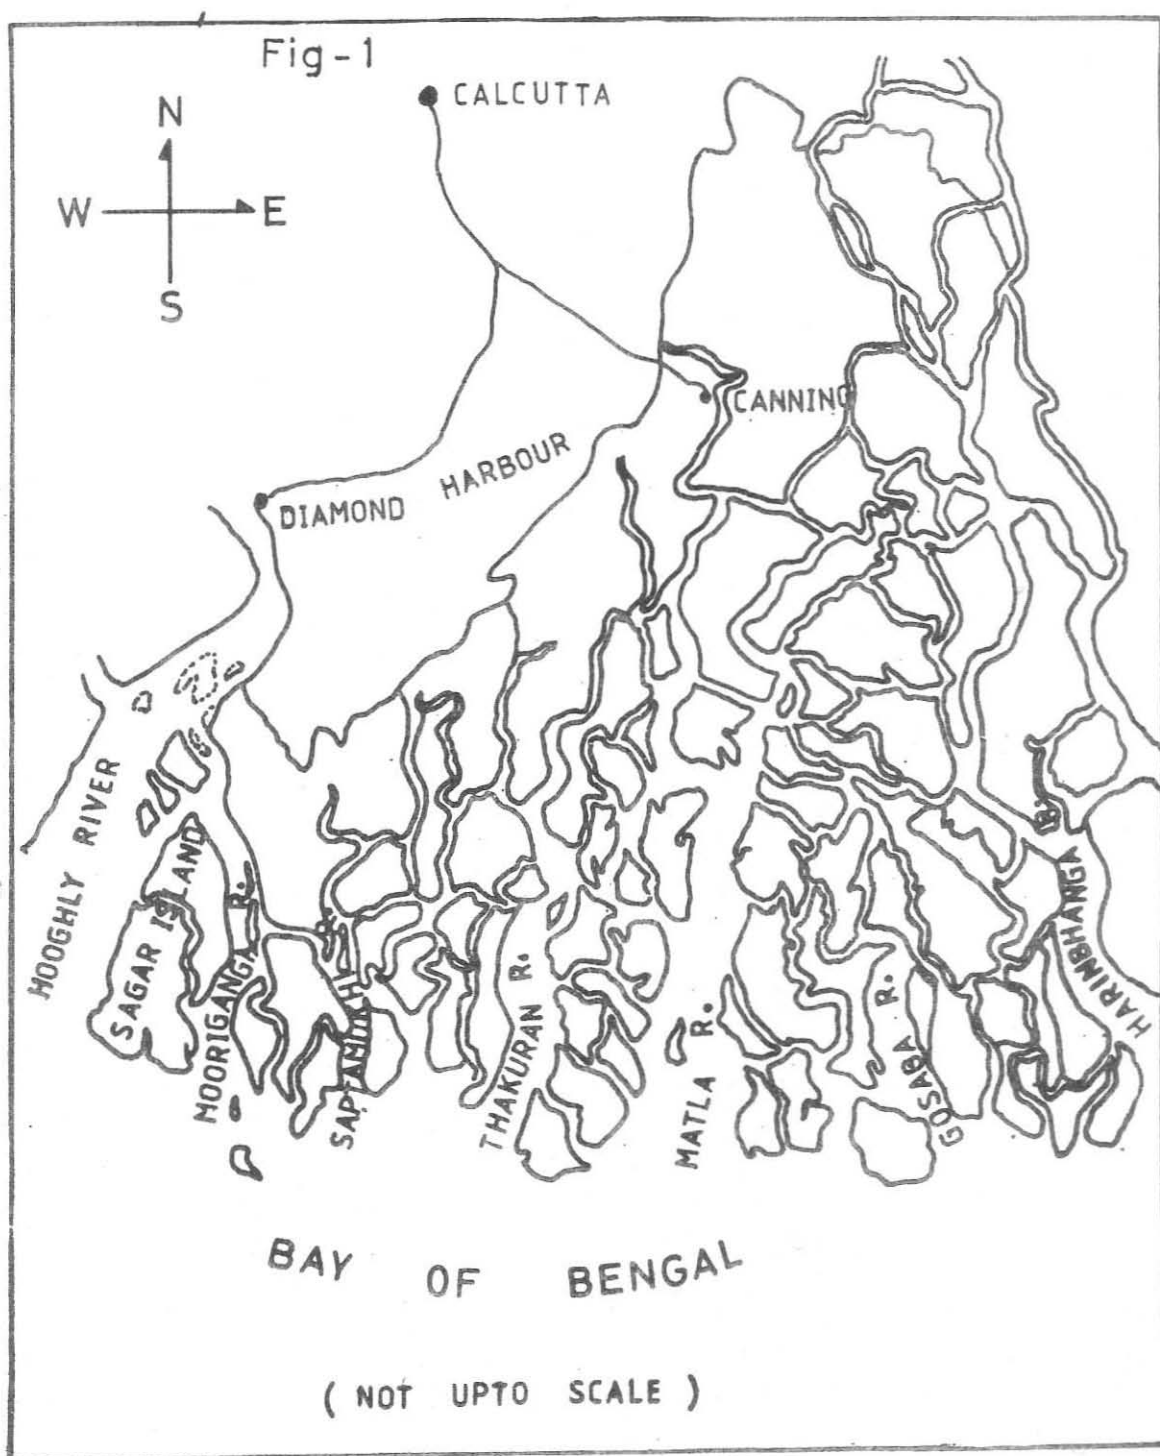 Fig-1
CALCUTTA
N
W E
S
CANNING
DIAMOND HARBOUR
HOOGHLY RIVER
SAGAR ISLAND
MOORIGANGA R.
SAPTAMUKHI R.
THAKURAN R.
MATLA R.
GOSABA R.
HARINBHANGA R.
BAY OF BENGAL
( NOT UPTO SCALE )